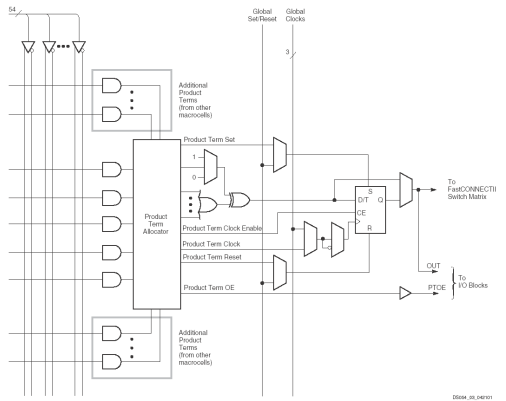 54
Global
Set/Reset
Global
Clocks
3
Additional
Product
Terms
(from other
macrocells)
Product Term Set
1
0
Product
Term
Allocator
Product Term Clock Enable
Product Term Clock
Product Term Reset
Product Term OE
S
D/T Q
CE
R
To
FastCONNECTII
Switch Matrix
OUT
PTOE
To
I/O Blocks
Additional
Product
Terms
(from other
macrocells)